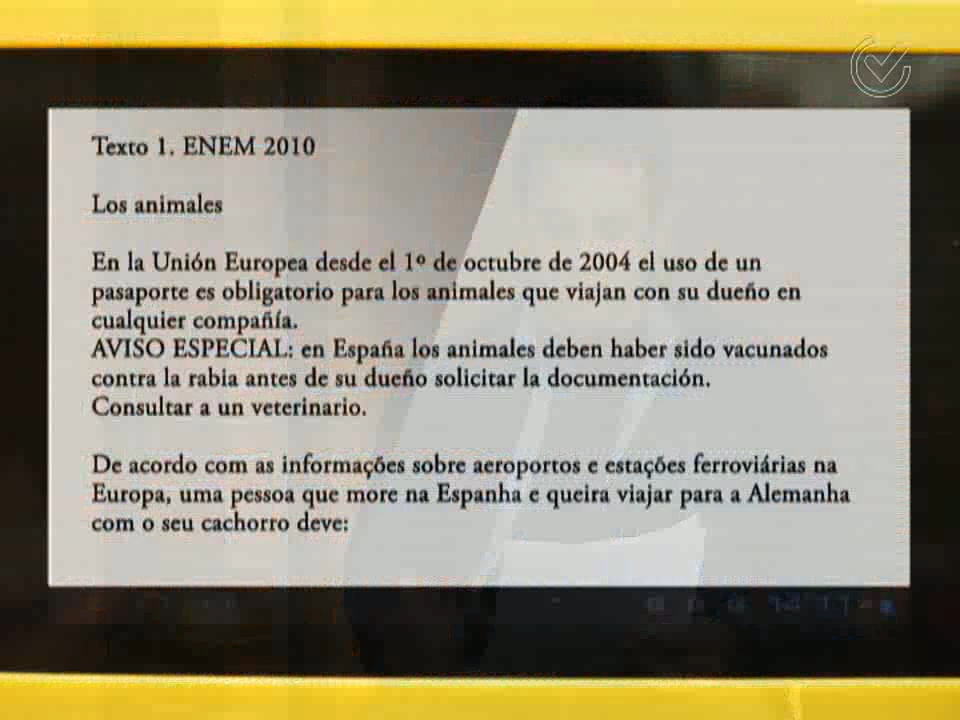 Texto 1. ENEM 2010
Los animales
En la Unión Europea desde el 1º de octubre de 2004 el uso de un
pasaporte es obligatorio para los animales que viajan con su dueño en
cualquier compañía.
AVISO ESPECIAL: en España los animales deben haber sido vacunados
contra la rabia antes de su dueño solicitar la documentación.
Consultar a un veterinario.
De acordo com as informações sobre aeroportos e estações ferroviárias na
Europa, uma pessoa que more na Espanha e queira viajar para a Alemanha
com o seu cachorro deve: